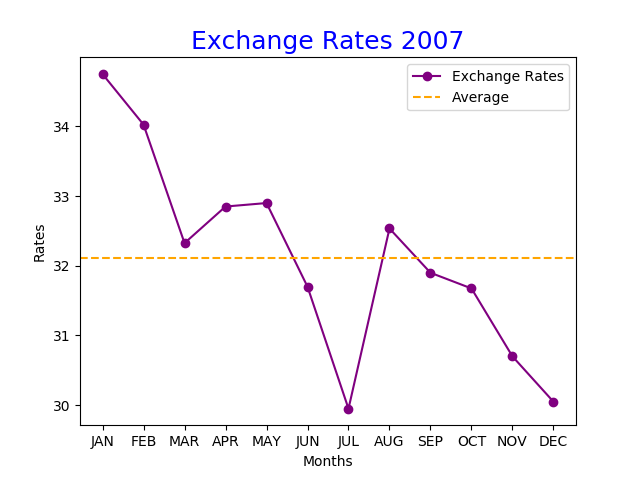 Exchange Rates 2007
Exchange Rates
Average
34
33
32
31
30
Rates
JAN FEB MAR APR MAY JUN JUL AUG SEP OCT NOV DEC
Months